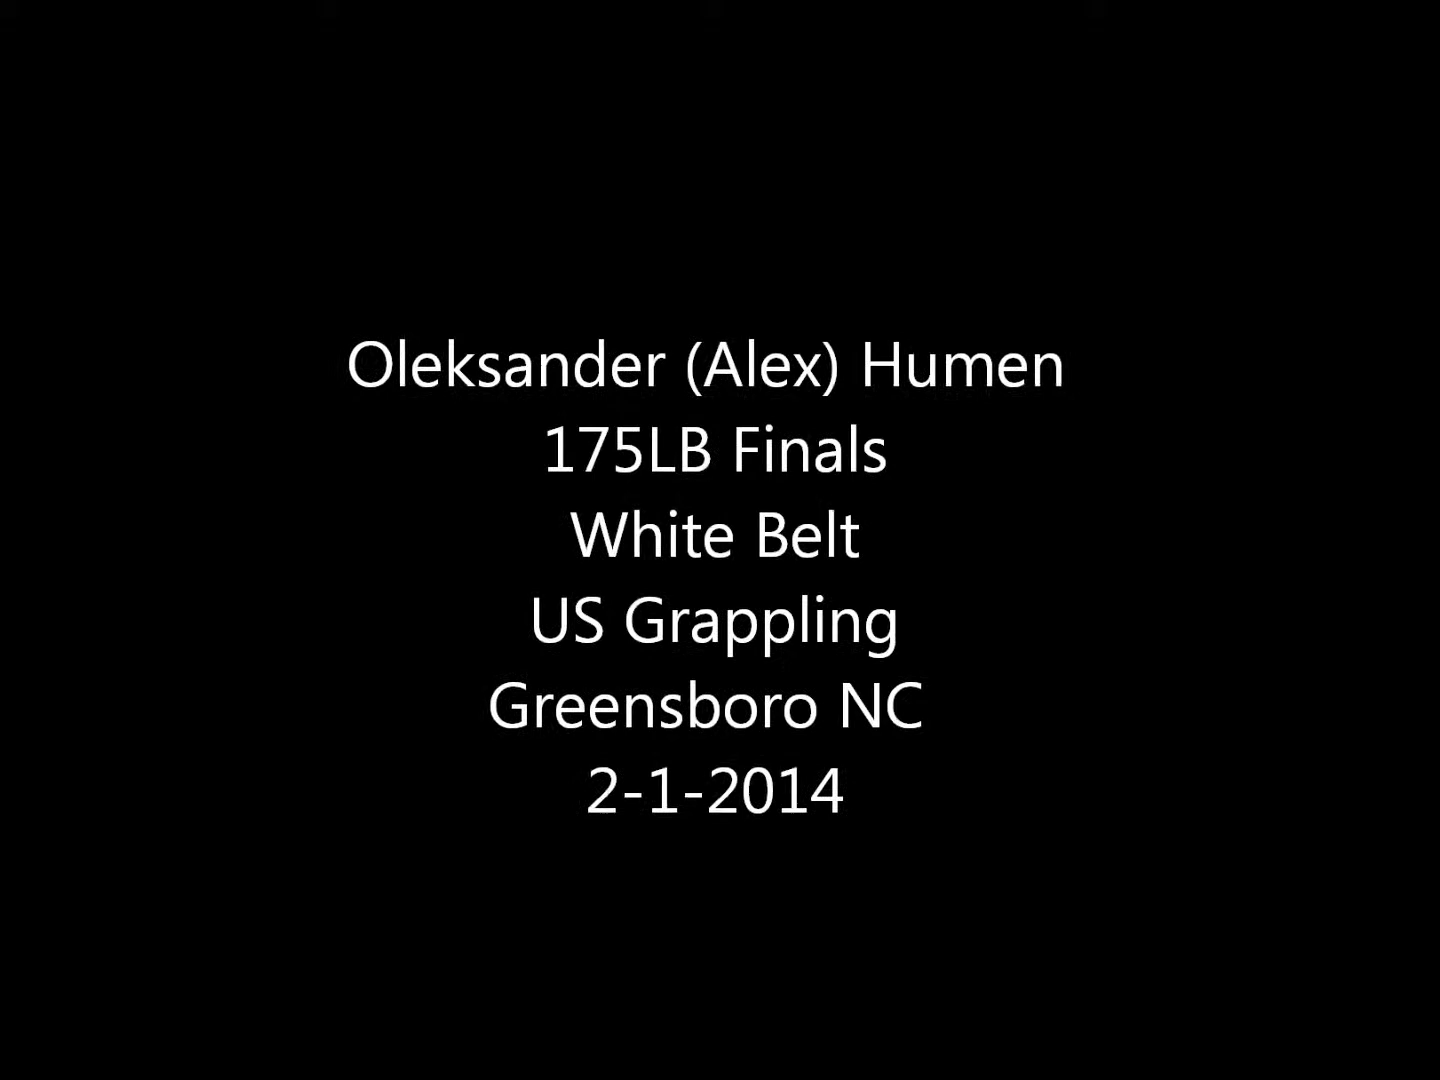 Oleksander (Alex) Humen
175LB Finals
White Belt
US Grappling
Greensboro NC
2-1-2014